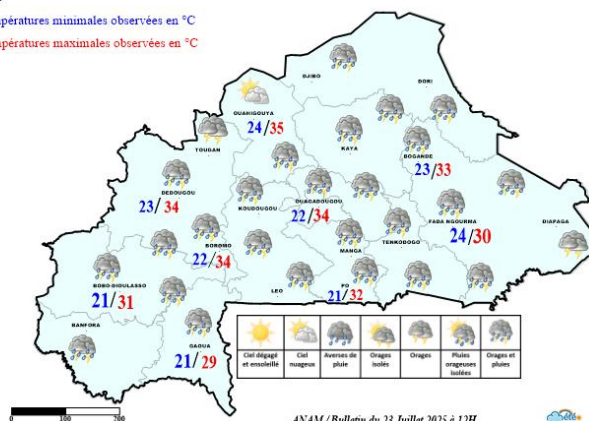 pératures minimales observées en °C
pératures maximales observées en °C
DJIBO
DORI
OUAHIGOUYA
24/35
TOUGAN
KAYA
BOGANDE
23/33
DEDOUGOU
23/34
KOUDOUGOU
OUAGADOUGOU
22/34
FADA NGOURMA
24/30
DIAPAGA
BOROMO
22/34
MANGA
TENKODOGO
BOBO-DIOULASSO
21/31
LEO
PO
21/32
BANFORA
GAOUA
21/29
Ciel dégagé et ensoleillé
Ciel nuageux
Averses de pluie
Orages isolés
Orages
Pluies orageuses isolées
Orages et pluies
0 100 200
ANAM / Bulletin du 23 Juillet 2025 à 12H
été